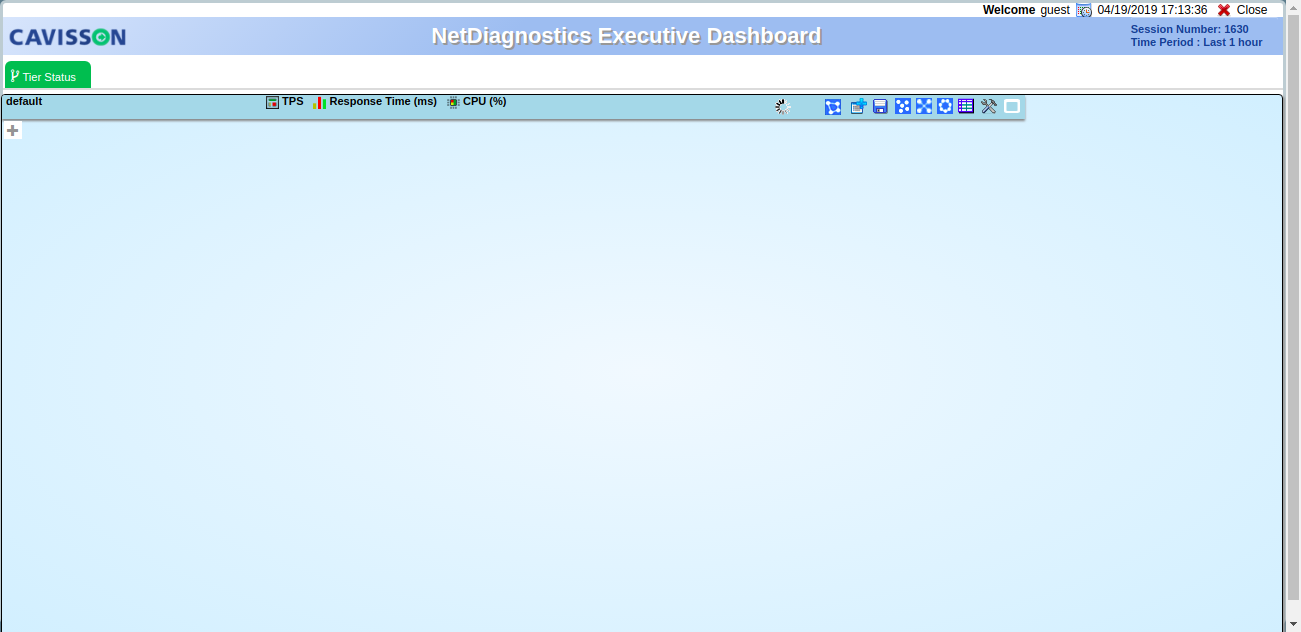 Welcome guest 04/19/2019 17:13:36 Close
CAVISSON
NetDiagnostics Executive Dashboard
Session Number: 1630
Time Period : Last 1 hour
Tier Status
default TPS Response Time (ms) CPU (%)